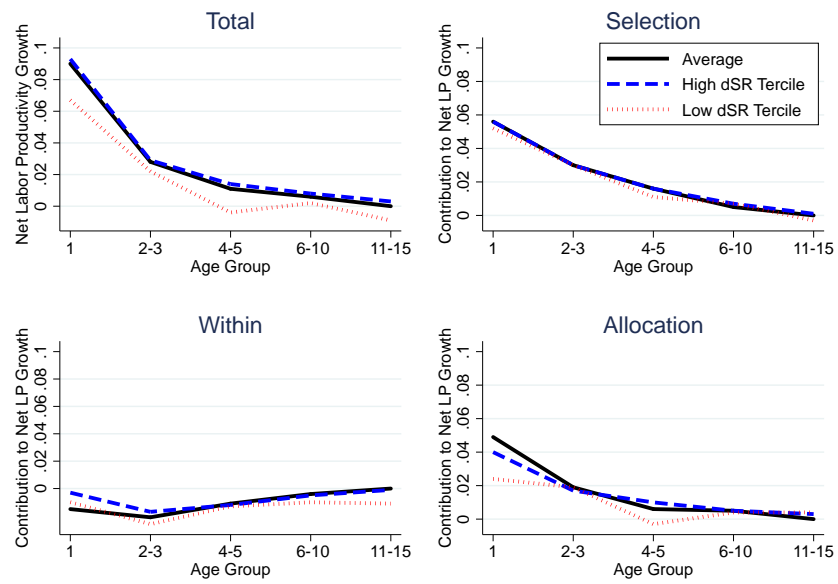 Total
Net Labor Productivity Growth
.1
.08
.06
.04
.02
0
1
2-3
4-5
6-10
11-15
Age Group
Selection
Contribution to Net LP Growth
.1
.08
.06
.04
.02
0
Average
High dSR Tercile
Low dSR Tercile
1
2-3
4-5
6-10
11-15
Age Group
Within
Contribution to Net LP Growth
.1
.08
.06
.04
.02
0
1
2-3
4-5
6-10
11-15
Age Group
Allocation
Contribution to Net LP Growth
.1
.08
.06
.04
.02
0
1
2-3
4-5
6-10
11-15
Age Group